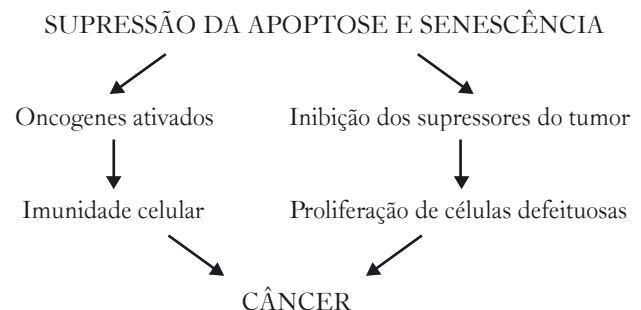 SUPRESSÃO DA APOPTOSE E SENESCÊNCIA
Oncogenes ativados
Inibição dos supressores do tumor
Imunidade celular
Proliferação de células defeituosas
CÂNCER